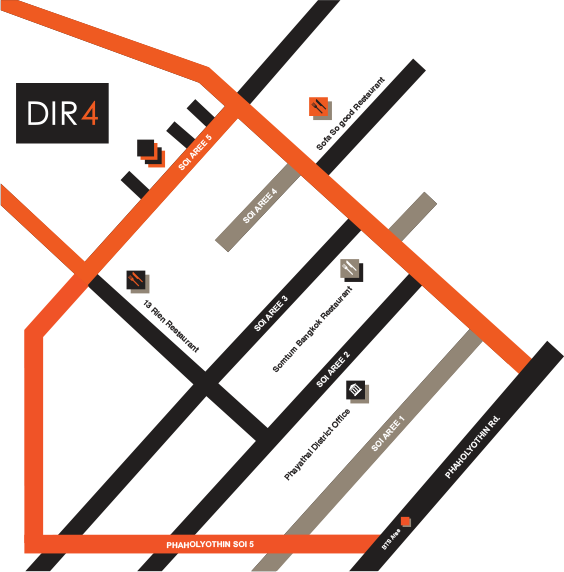 DIR4
Sofa So good Restaurant
SOI AREE 5
SOI AREE 4
13 Rien Restaurant
SOI AREE 3
Somtum Bangkok Restaurant
SOI AREE 2
Phayathai District Office
SOI AREE 1
PHAHOLYOTHIN Rd.
BTS Aree
PHAHOLYOTHIN SOI 5